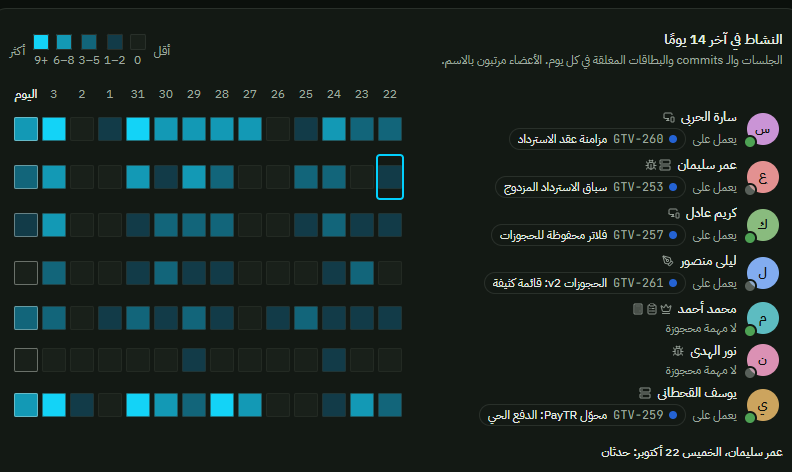 النشاط في آخر 14 يومًا
الجلسات والـ commits والبطاقات المغلقة في كل يوم. الأعضاء مرتبون بالاسم.
أقل 0 1–2 3–5 6–8 9+ أكثر
22 23 24 25 26 27 28 29 30 31 1 2 3 اليوم
س سارة الحربي
يعمل على GTV-260 مزامنة عقد الاسترداد
ع عمر سليمان
يعمل على GTV-253 سباق الاسترداد المزدوج
ك كريم عادل
يعمل على GTV-257 فلاتر محفوظة للحجوزات
ل ليلى منصور
يعمل على GTV-261 الحجوزات v2: قائمة كثيفة
م محمد أحمد
لا مهمة محجوزة
ن نور الهدى
لا مهمة محجوزة
ي يوسف القحطاني
يعمل على GTV-259 محوّل PayTR: الدفع الحي
عمر سليمان، الخميس 22 أكتوبر: حدثان